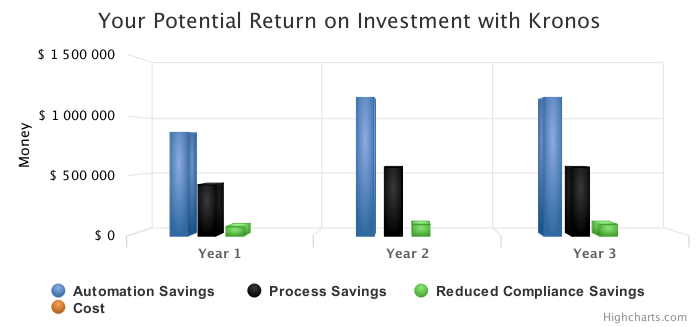 Your Potential Return on Investment with Kronos
$ 1 500 000
$ 1 000 000
$ 500 000
$ 0
Money
Year 1
Year 2
Year 3
Automation Savings
Process Savings
Reduced Compliance Savings
Cost
Highcharts.com